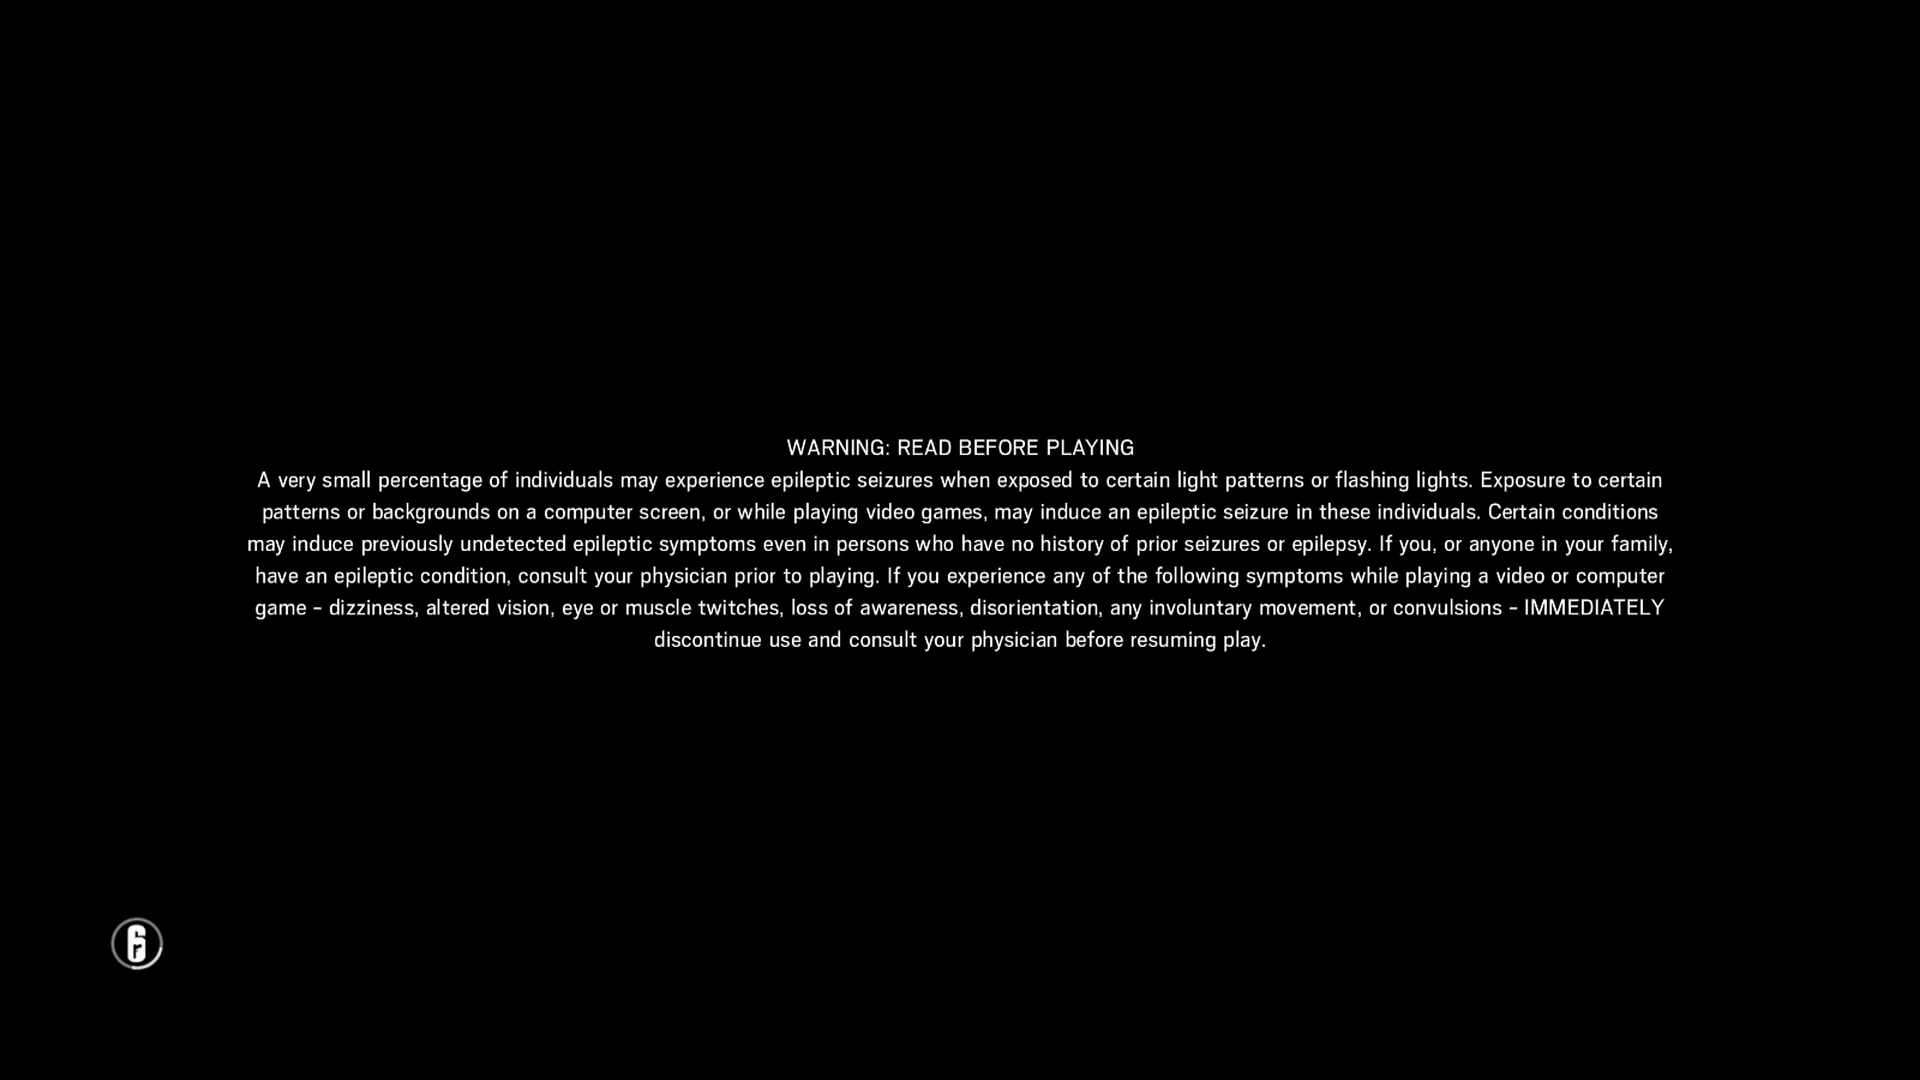 WARNING: READ BEFORE PLAYING
A very small percentage of individuals may experience epileptic seizures when exposed to certain light patterns or flashing lights. Exposure to certain
patterns or backgrounds on a computer screen, or while playing video games, may induce an epileptic seizure in these individuals. Certain conditions
may induce previously undetected epileptic symptoms even in persons who have no history of prior seizures or epilepsy. If you, or anyone in your family,
have an epileptic condition, consult your physician prior to playing. If you experience any of the following symptoms while playing a video or computer
game - dizziness, altered vision, eye or muscle twitches, loss of awareness, disorientation, any involuntary movement, or convulsions - IMMEDIATELY
discontinue use and consult your physician before resuming play.
6